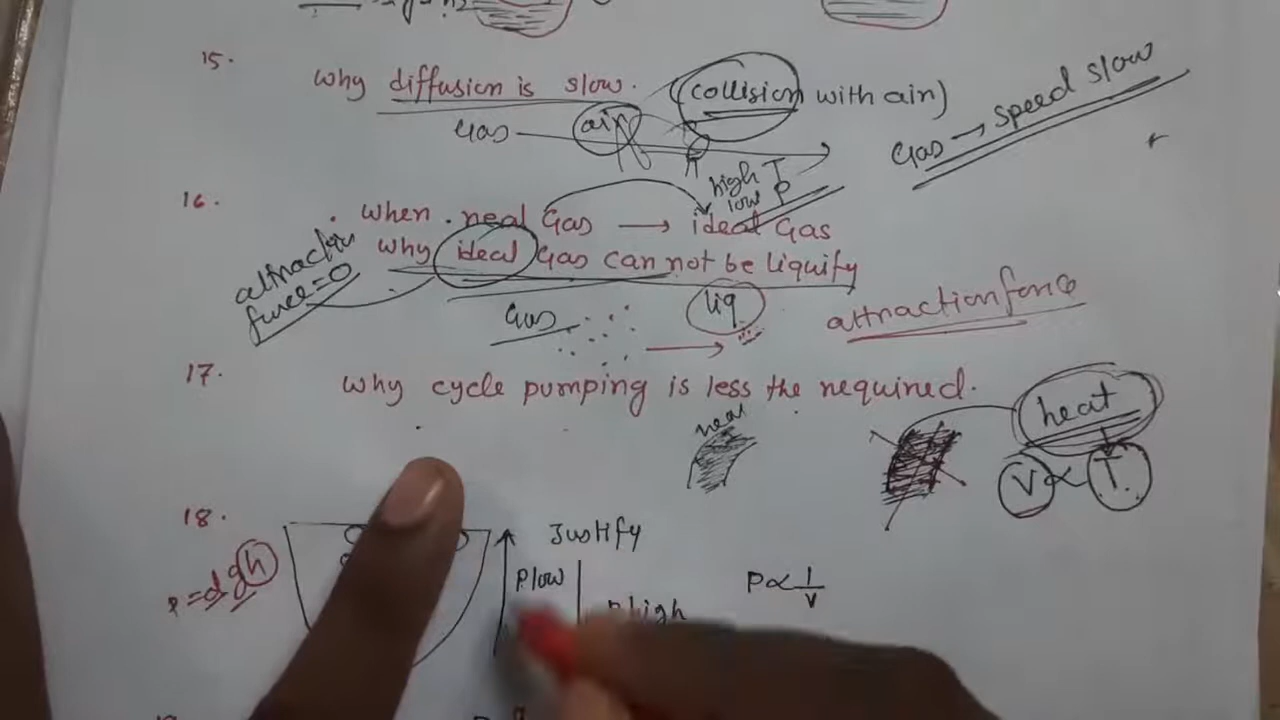 15.
Why diffusion is slow. (collision with air)
Gas air
Gas → speed slow
high T
low P
16.
When real Gas → ideal Gas
Why ideal Gas can not be liquify
attraction
force=0
Gas
liq
attraction force
17.
Why cycle pumping is less the required.
heat
V ∝ T
18.
Justify
P=dgh
P low
P high
P ∝ 1/V